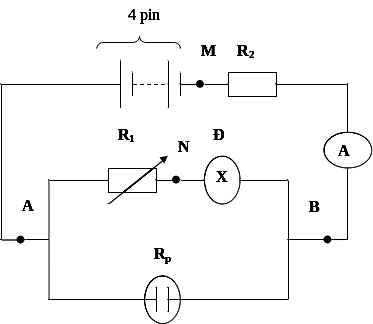 4 pin
M R₂
A
R₁ N Đ
X
A B
Rₚ